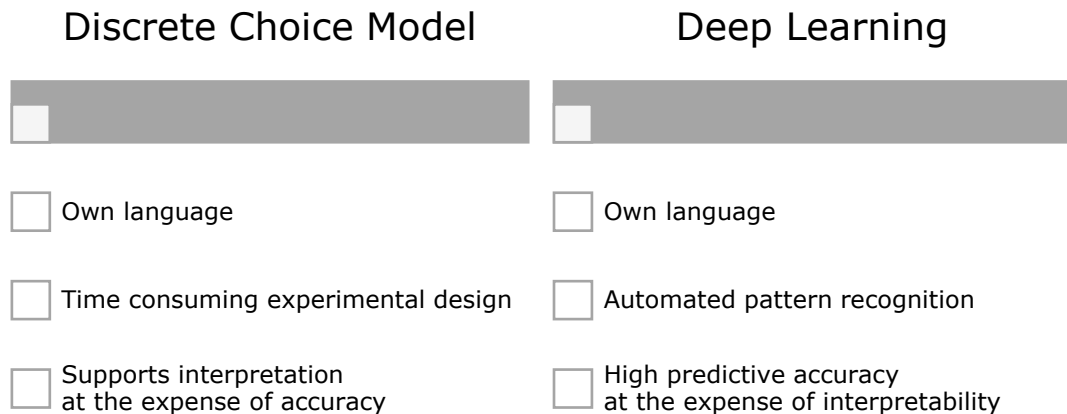 Discrete Choice Model
Own language
Time consuming experimental design
Supports interpretation
at the expense of accuracy
Deep Learning
Own language
Automated pattern recognition
High predictive accuracy
at the expense of interpretability